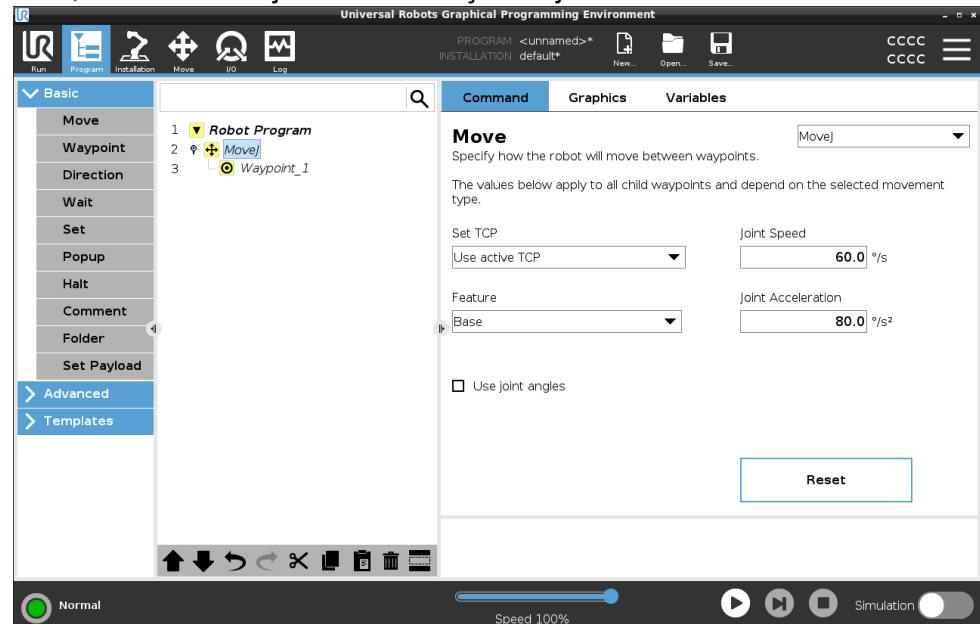 Universal Robots Graphical Programming Environment
Run
Program
Installation
Move
I/O
Log
PROGRAM <unnamed>*
INSTALLATION default*
New...
Open...
Save...
cccc
cccc
Basic
Move
Waypoint
Direction
Wait
Set
Popup
Halt
Comment
Folder
Set Payload
Advanced
Templates
1 Robot Program
2 MoveJ
3 Waypoint_1
Command Graphics Variables
Move
MoveJ
Specify how the robot will move between waypoints.
The values below apply to all child waypoints and depend on the selected movement
type.
Set TCP
Use active TCP
Joint Speed
60.0 °/s
Feature
Base
Joint Acceleration
80.0 °/s²
Use joint angles
Reset
Normal
Speed 100%
Simulation